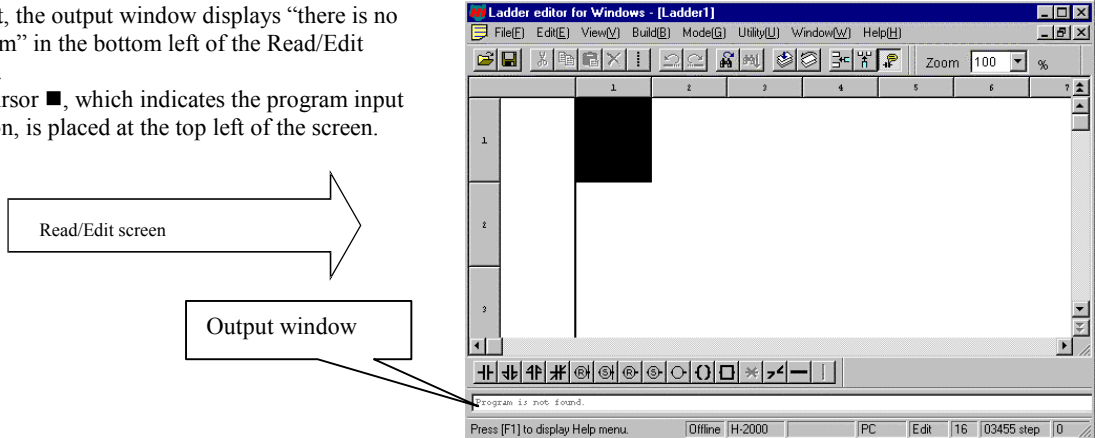 t, the output window displays “there is no
m” in the bottom left of the Read/Edit
rsor ■, which indicates the program input
n, is placed at the top left of the screen.
Read/Edit screen
Output window
Ladder editor for Windows - [Ladder1]
File(F) Edit(E) View(V) Build(B) Mode(G) Utility(U) Window(W) Help(H)
Zoom 100 %
1 2 3 4 5 6 7
1
2
3
Program is not found.
Press [F1] to display Help menu. Offline H-2000 PC Edit 16 03455 step 0